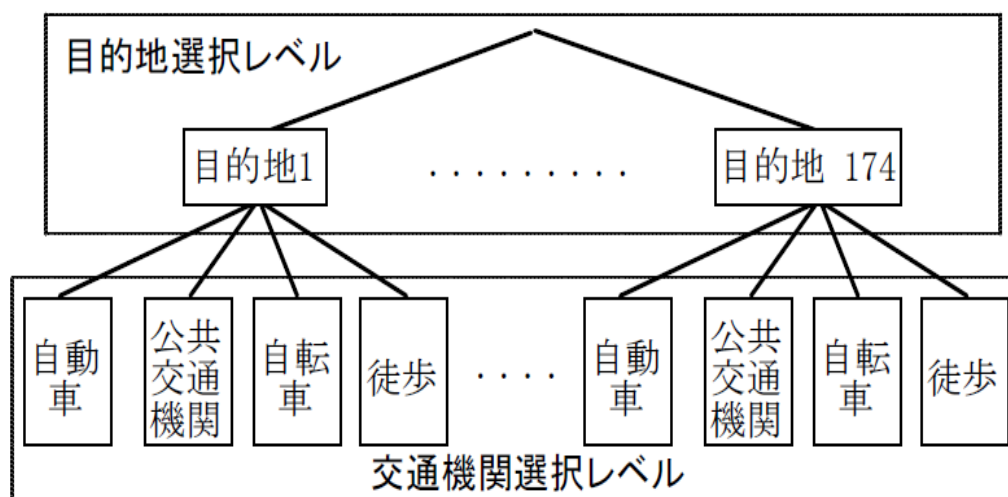 目的地選択レベル
目的地1
.........
目的地 174
自動
車
公共
交通
機関
自転
車
徒歩
....
自動
車
公共
交通
機関
自転
車
徒歩
交通機関選択レベル